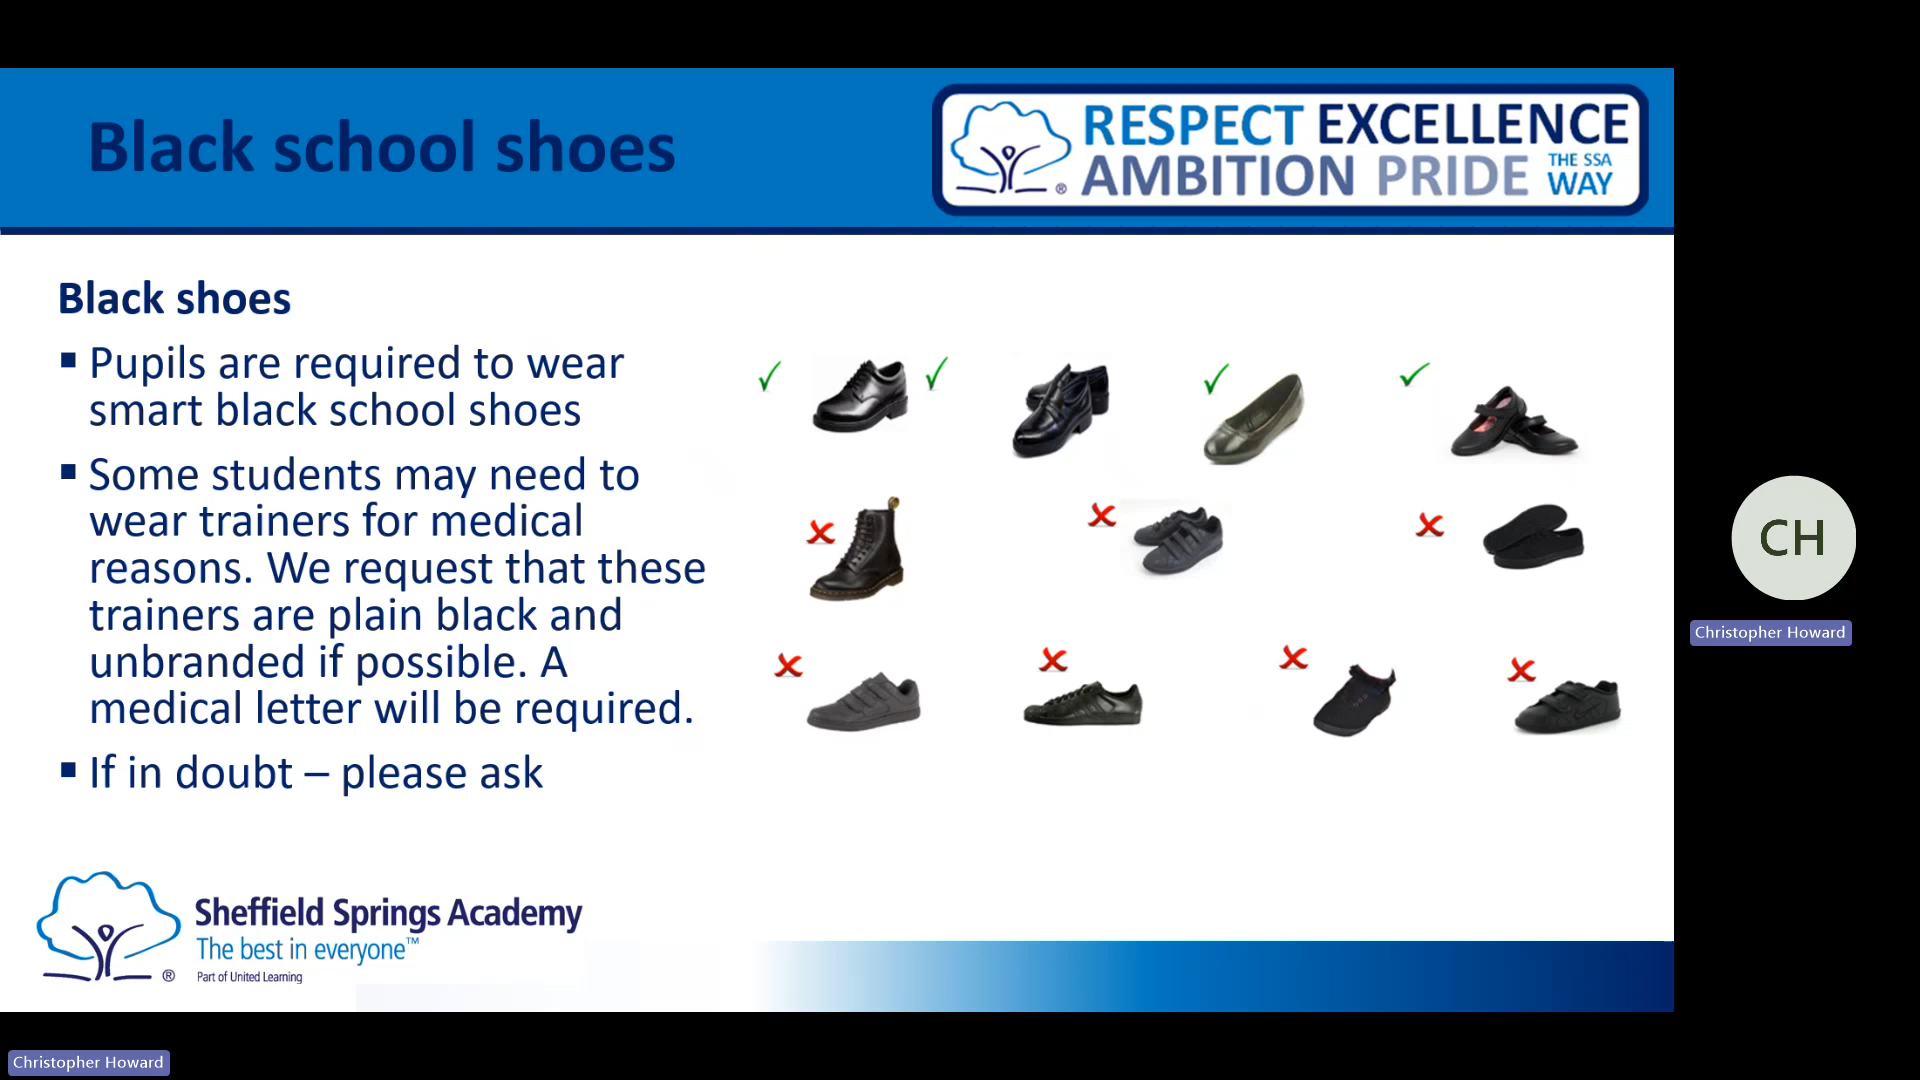 Black school shoes
RESPECT EXCELLENCE
AMBITION PRIDE THE SSA WAY
®
Black shoes
▪ Pupils are required to wear
smart black school shoes
▪ Some students may need to
wear trainers for medical
reasons. We request that these
trainers are plain black and
unbranded if possible. A
medical letter will be required.
▪ If in doubt – please ask
CH
Christopher Howard
Sheffield Springs Academy
The best in everyone™
® Part of United Learning
Christopher Howard